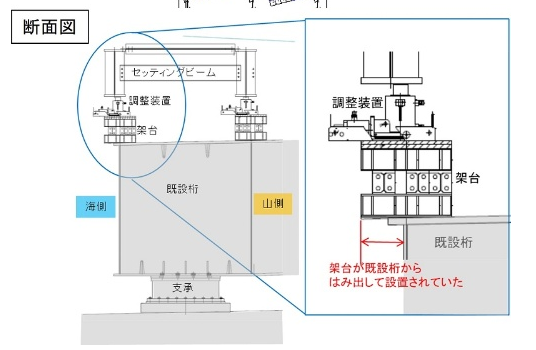 断面図
セッティングビーム
調整装置
架台
既設桁
海側
山側
支承
調整装置
架台
既設桁
架台が既設桁から
はみ出して設置されていた